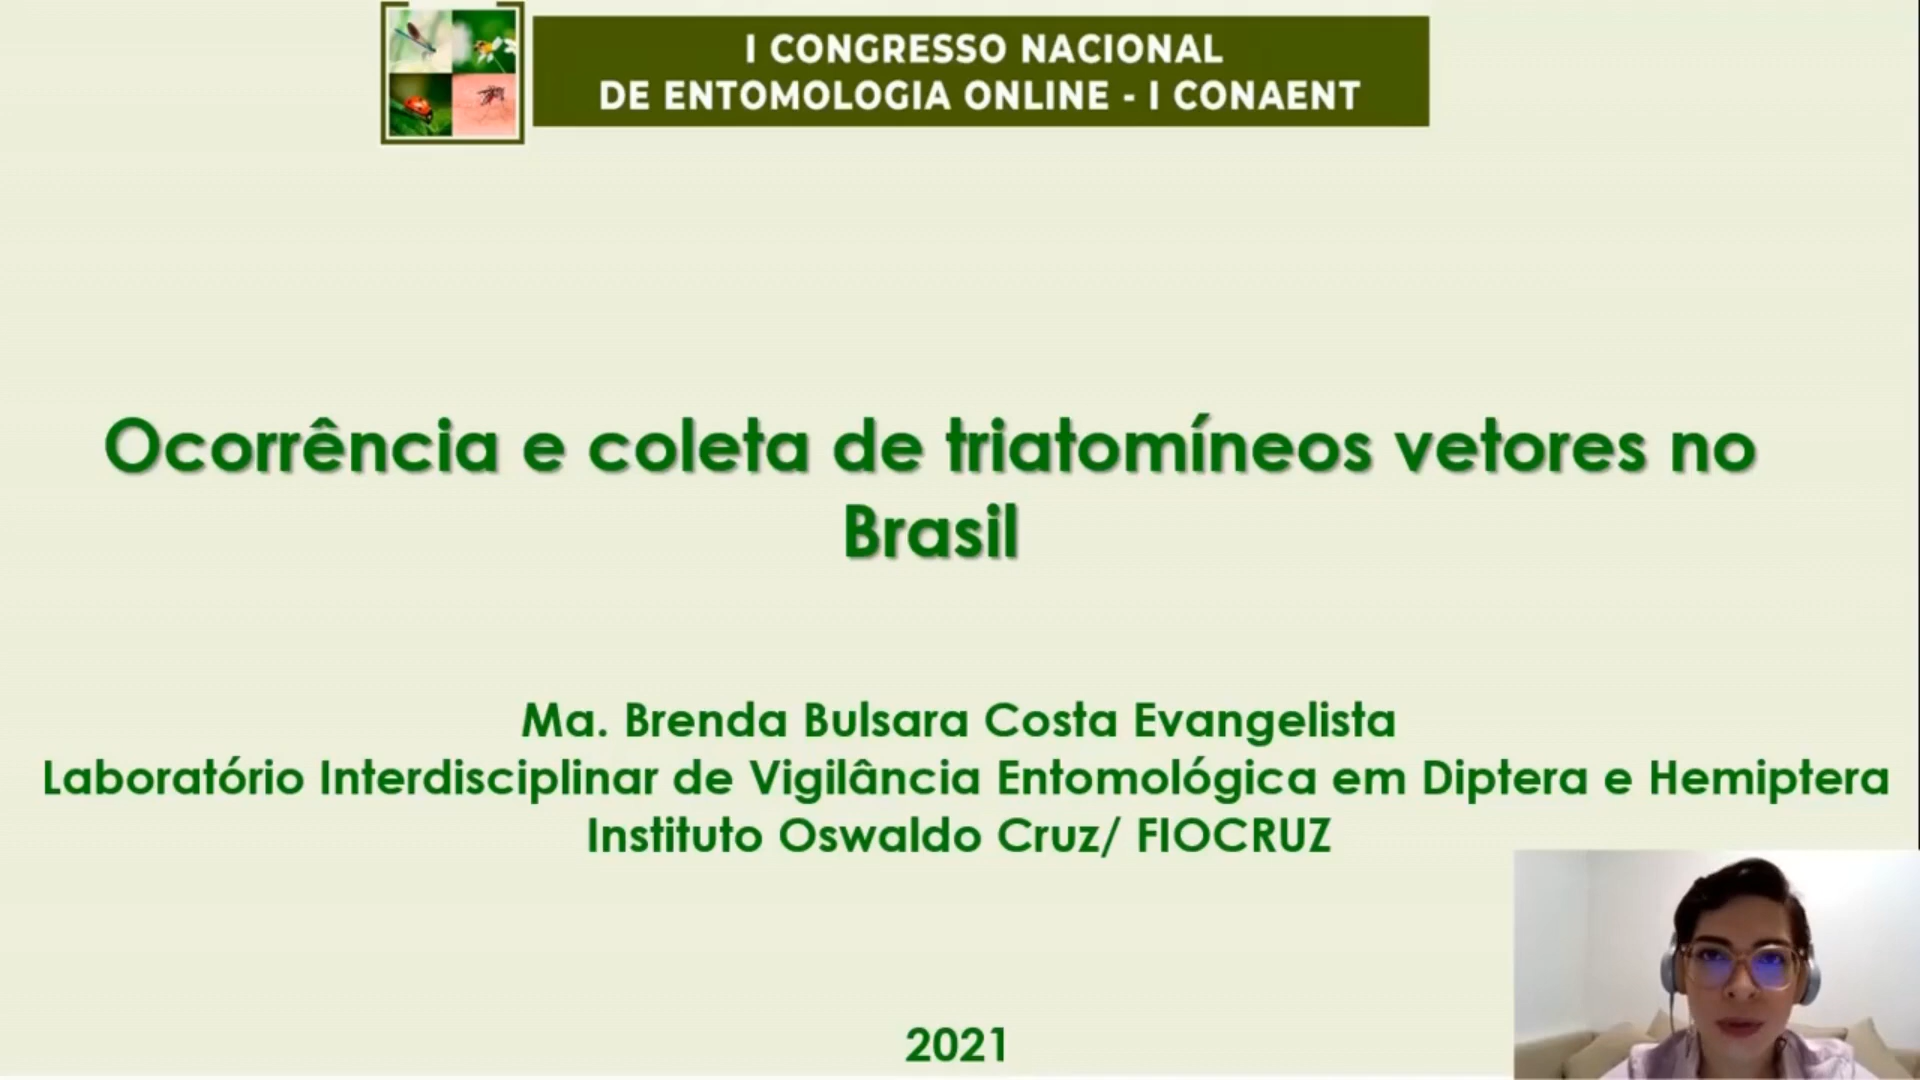 I CONGRESSO NACIONAL
DE ENTOMOLOGIA ONLINE - I CONAENT
Ocorrência e coleta de triatomíneos vetores no
Brasil
Ma. Brenda Bulsara Costa Evangelista
Laboratório Interdisciplinar de Vigilância Entomológica em Diptera e Hemiptera
Instituto Oswaldo Cruz/ FIOCRUZ
2021